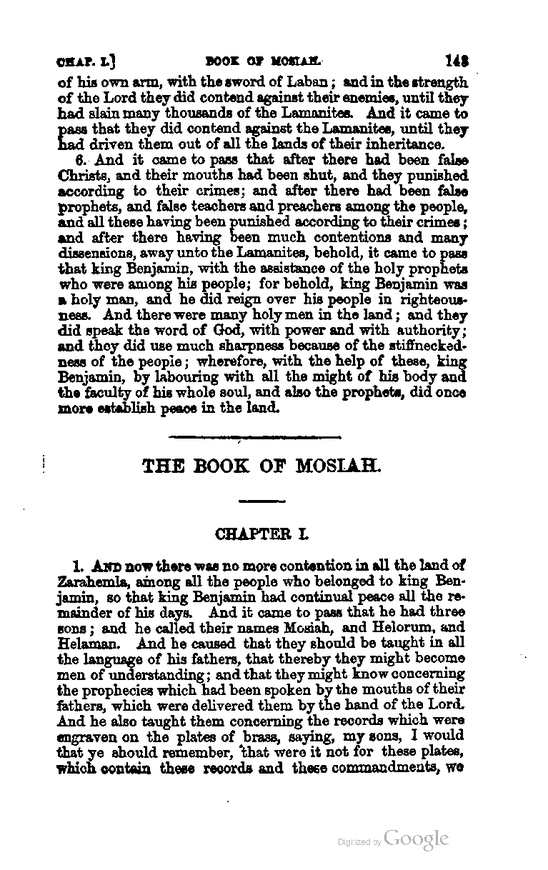 CHAP. I.] BOOK OF MOSIAH. 143
of his own arm, with the sword of Laban; and in the strength
of the Lord they did contend against their enemies, until they
had slain many thousands of the Lamanites. And it came to
pass that they did contend against the Lamanites, until they
had driven them out of all the lands of their inheritance.
6. And it came to pass that after there had been false
Christs, and their mouths had been shut, and they punished
according to their crimes; and after there had been false
prophets, and false teachers and preachers among the people,
and all these having been punished according to their crimes;
and after there having been much contentions and many
dissensions, away unto the Lamanites, behold, it came to pass
that king Benjamin, with the assistance of the holy prophets
who were among his people; for behold, king Benjamin was
a holy man, and he did reign over his people in righteous-
ness. And there were many holy men in the land; and they
did speak the word of God, with power and with authority;
and they did use much sharpness because of the stiffnecked-
ness of the people; wherefore, with the help of these, king
Benjamin, by labouring with all the might of his body and
the faculty of his whole soul, and also the prophets, did once
more establish peace in the land.
THE BOOK OF MOSIAH.
CHAPTER I.
1. AND now there was no more contention in all the land of
Zarahemla, among all the people who belonged to king Ben-
jamin, so that king Benjamin had continual peace all the re-
mainder of his days. And it came to pass that he had three
sons; and he called their names Mosiah, and Helorum, and
Helaman. And he caused that they should be taught in all
the language of his fathers, that thereby they might become
men of understanding; and that they might know concerning
the prophecies which had been spoken by the mouths of their
fathers, which were delivered them by the hand of the Lord.
And he also taught them concerning the records which were
engraven on the plates of brass, saying, my sons, I would
that ye should remember, that were it not for these plates,
which contain these records and these commandments, we
Digitized by Google